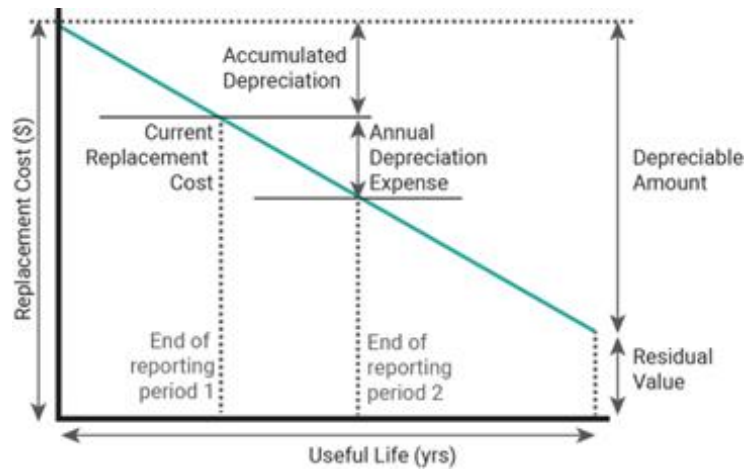 Replacement Cost ($)
Accumulated
Depreciation
Current
Replacement
Cost
Annual
Depreciation
Expense
Depreciable
Amount
End of
reporting
period 1
End of
reporting
period 2
Residual
Value
Useful Life (yrs)